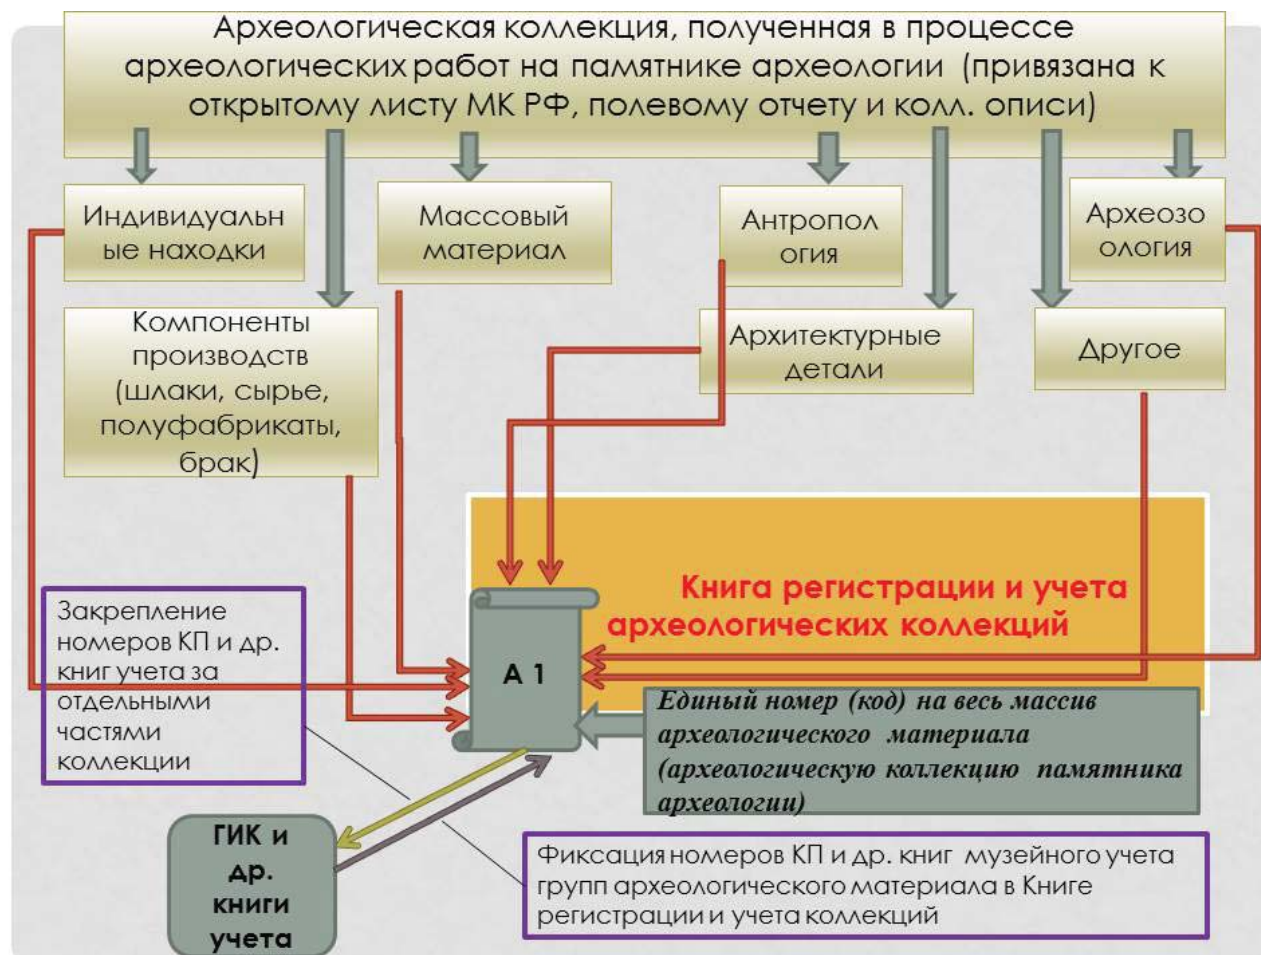 Археологическая коллекция, полученная в процессе
археологических работ на памятнике археологии (привязана к
открытому листу МК РФ, полевому отчету и колл. описи)
Индивидуальн
ые находки
Массовый
материал
Антропол
огия
Археозо
ология
Компоненты
производств
(шлаки, сырье,
полуфабрикаты,
брак)
Архитектурные
детали
Другое
Книга регистрации и учета
археологических коллекций
Закрепление
номеров КП и др.
книг учета за
отдельными
частями
коллекции
А 1
Единый номер (код) на весь массив
археологического материала
(археологическую коллекцию памятника
археологии)
ГИК и
др.
книги
учета
Фиксация номеров КП и др. книг музейного учета
групп археологического материала в Книге
регистрации и учета коллекций